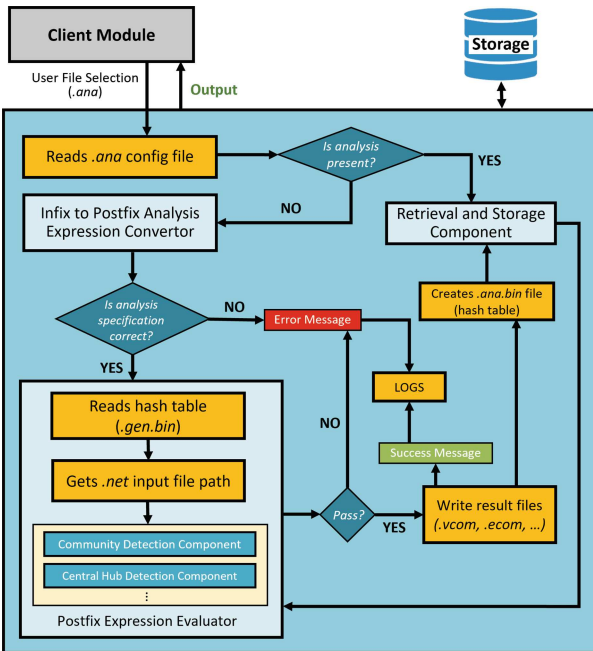 Client Module
Storage
User File Selection
(.ana)
Output
Reads .ana config file
Is analysis
present?
YES
NO
Infix to Postfix Analysis
Expression Convertor
Retrieval and Storage
Component
Is analysis
specification
correct?
NO
Error Message
Creates .ana.bin file
(hash table)
YES
LOGS
Reads hash table
(.gen.bin)
NO
Success Message
Gets .net input file path
Pass?
YES
Write result files
(.vcom, .ecom, ...)
Community Detection Component
Central Hub Detection Component
⋮
Postfix Expression Evaluator